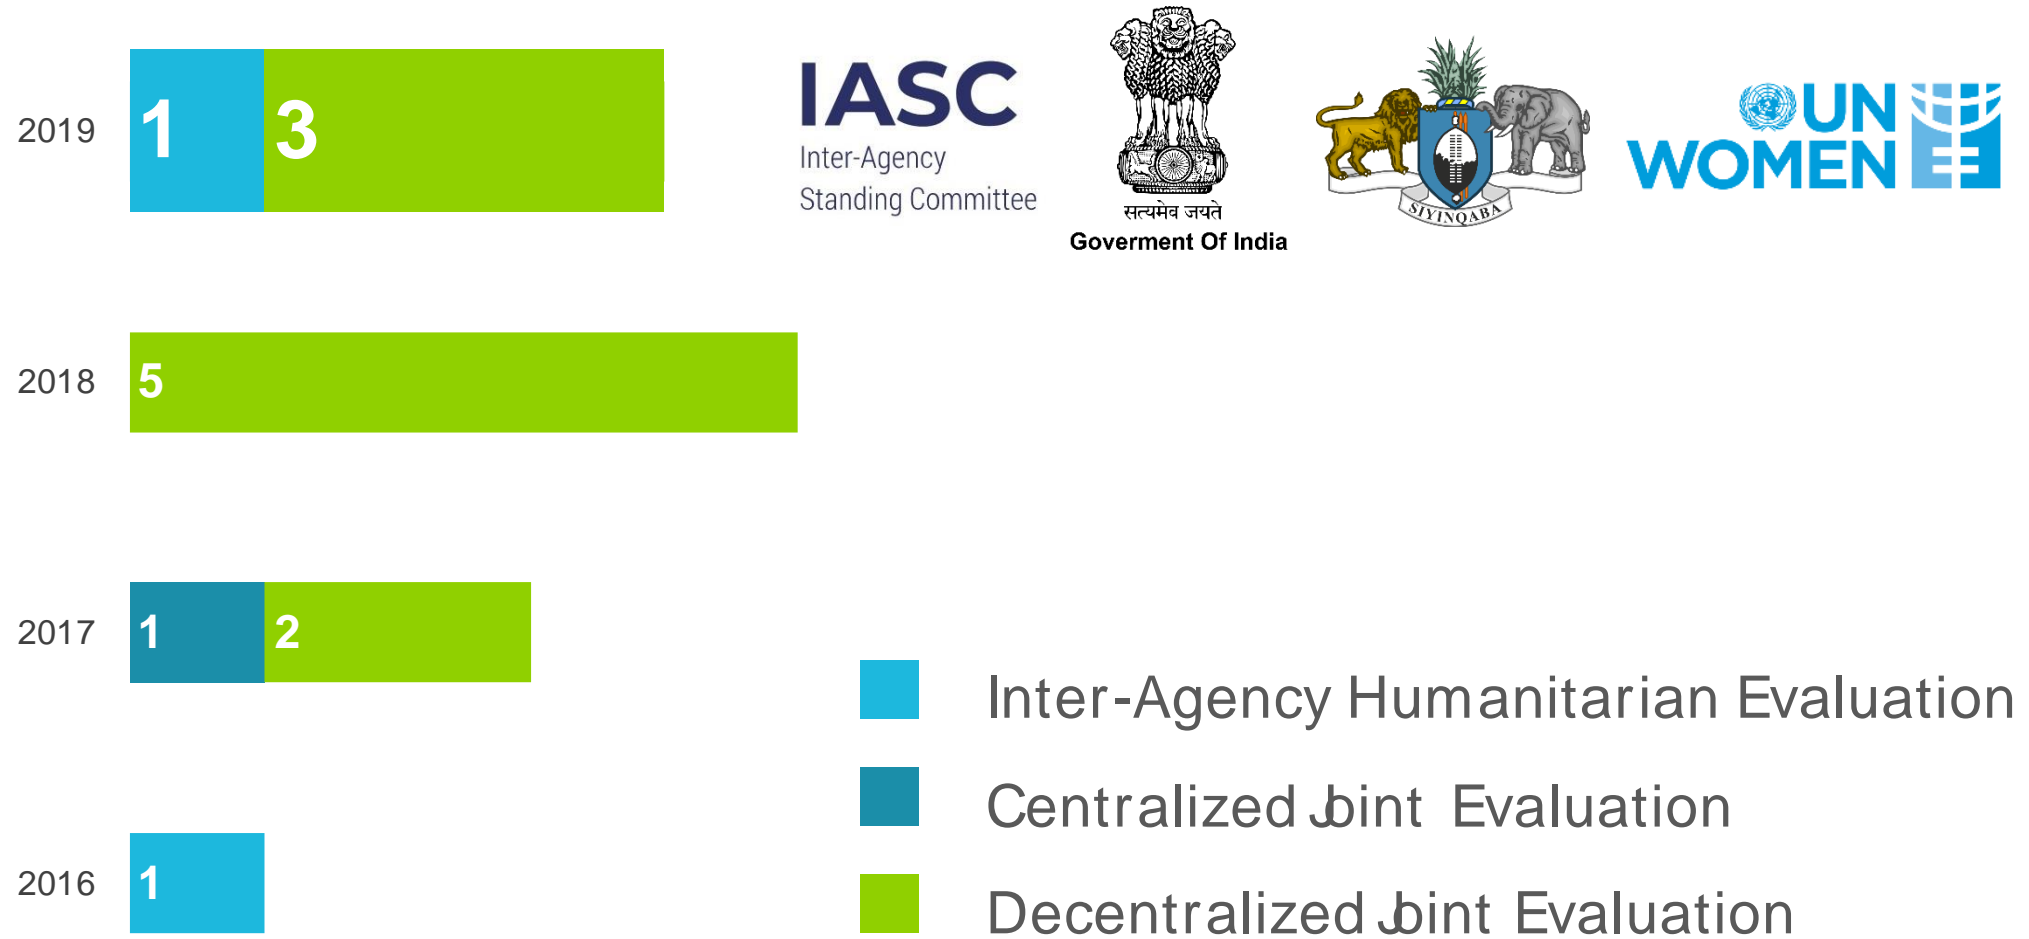 2019
1
3
IASC
Inter-Agency
Standing Committee
सत्यमेव जयते
Goverment Of India
SIYINQABA
UN
WOMEN
2018
5
2017
1
2
2016
1
Inter-Agency Humanitarian Evaluation
Centralized Joint Evaluation
Decentralized Joint Evaluation